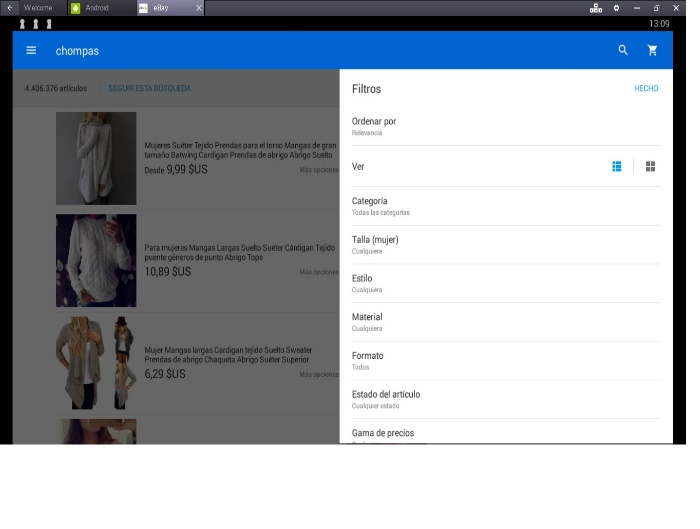 Welcome
Android
eBay
13:09
chompas
4.406.376 artículos
SEGUIR ESTA BÚSQUEDA
Mujeres Suéter Tejido Prendas para el torso Mangas de gran
tamaño Batwing Cardigan Prendas de abrigo Abrigo Suelto
Desde 9,99 $US
Más opciones
Para mujeres Mangas Largas Suelto Suéter Cárdigan Tejido
puente géneros de punto Abrigo Tops
10,89 $US
Más opciones
Mujer Mangas largas Cardigan tejido Suelto Sweater
Prendas de abrigo Chaqueta Abrigo Suéter Superior
6,29 $US
Más opciones
Filtros
HECHO
Ordenar por
Relevancia
Ver
Categoría
Todas las categorías
Talla (mujer)
Cualquiera
Estilo
Cualquiera
Material
Cualquiera
Formato
Todos
Estado del artículo
Cualquier estado
Gama de precios